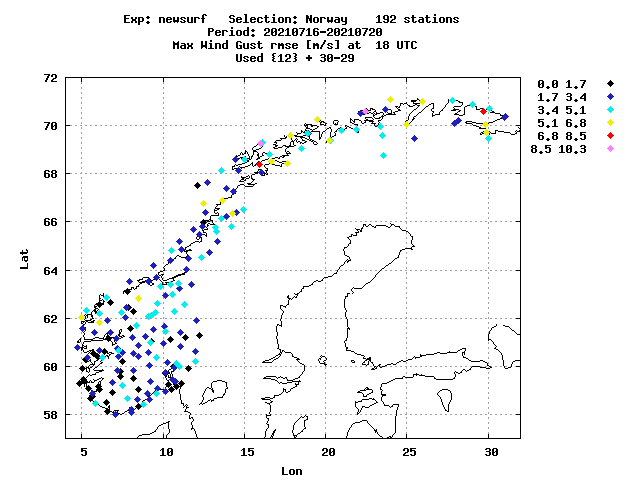 Exp: newsurf Selection: Norway 192 stations
Period: 20210716-20210720
Max Wind Gust rmse [m/s] at 18 UTC
Used {12} + 30-29
72
70
68
66
64
62
60
58
Lat
5 10 15 20 25 30
Lon
0.0 1.7
1.7 3.4
3.4 5.1
5.1 6.8
6.8 8.5
8.5 10.3